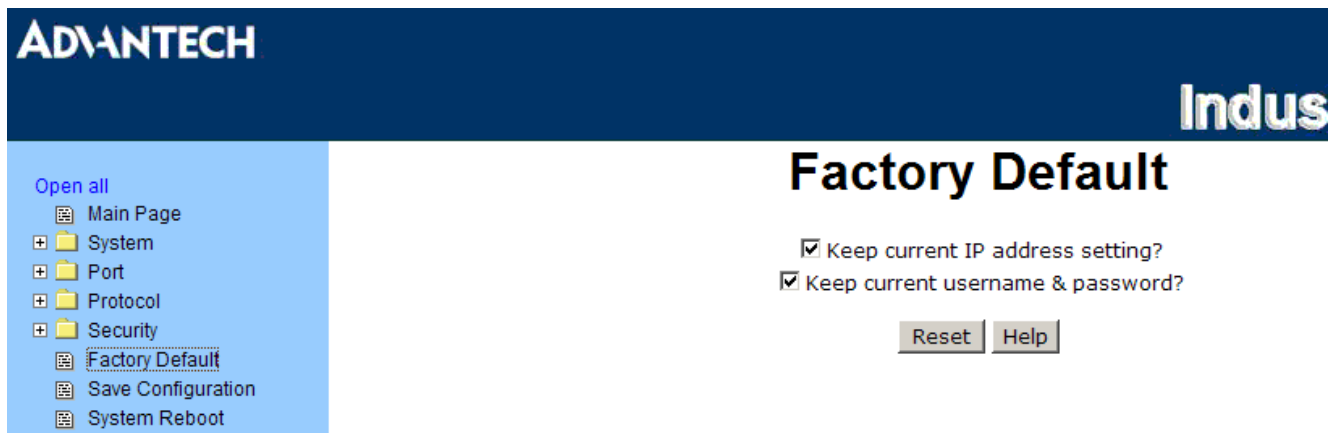 ADVANTECH
Indus
Open all
Main Page
System
Port
Protocol
Security
Factory Default
Save Configuration
System Reboot
Factory Default
Keep current IP address setting?
Keep current username & password?
Reset Help